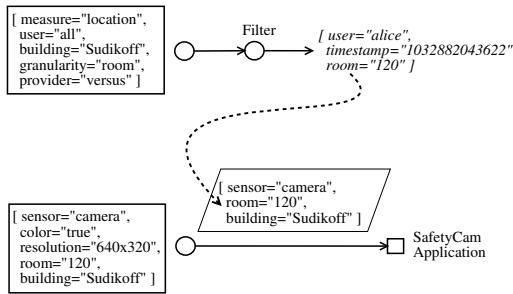 [ measure="location",
user="all",
building="Sudikoff",
granularity="room",
provider="versus" ]
Filter
[ user="alice",
timestamp="1032882043622"
room="120" ]
[ sensor="camera",
room="120",
building="Sudikoff" ]
[ sensor="camera",
color="true",
resolution="640x320",
room="120",
building="Sudikoff" ]
SafetyCam
Application